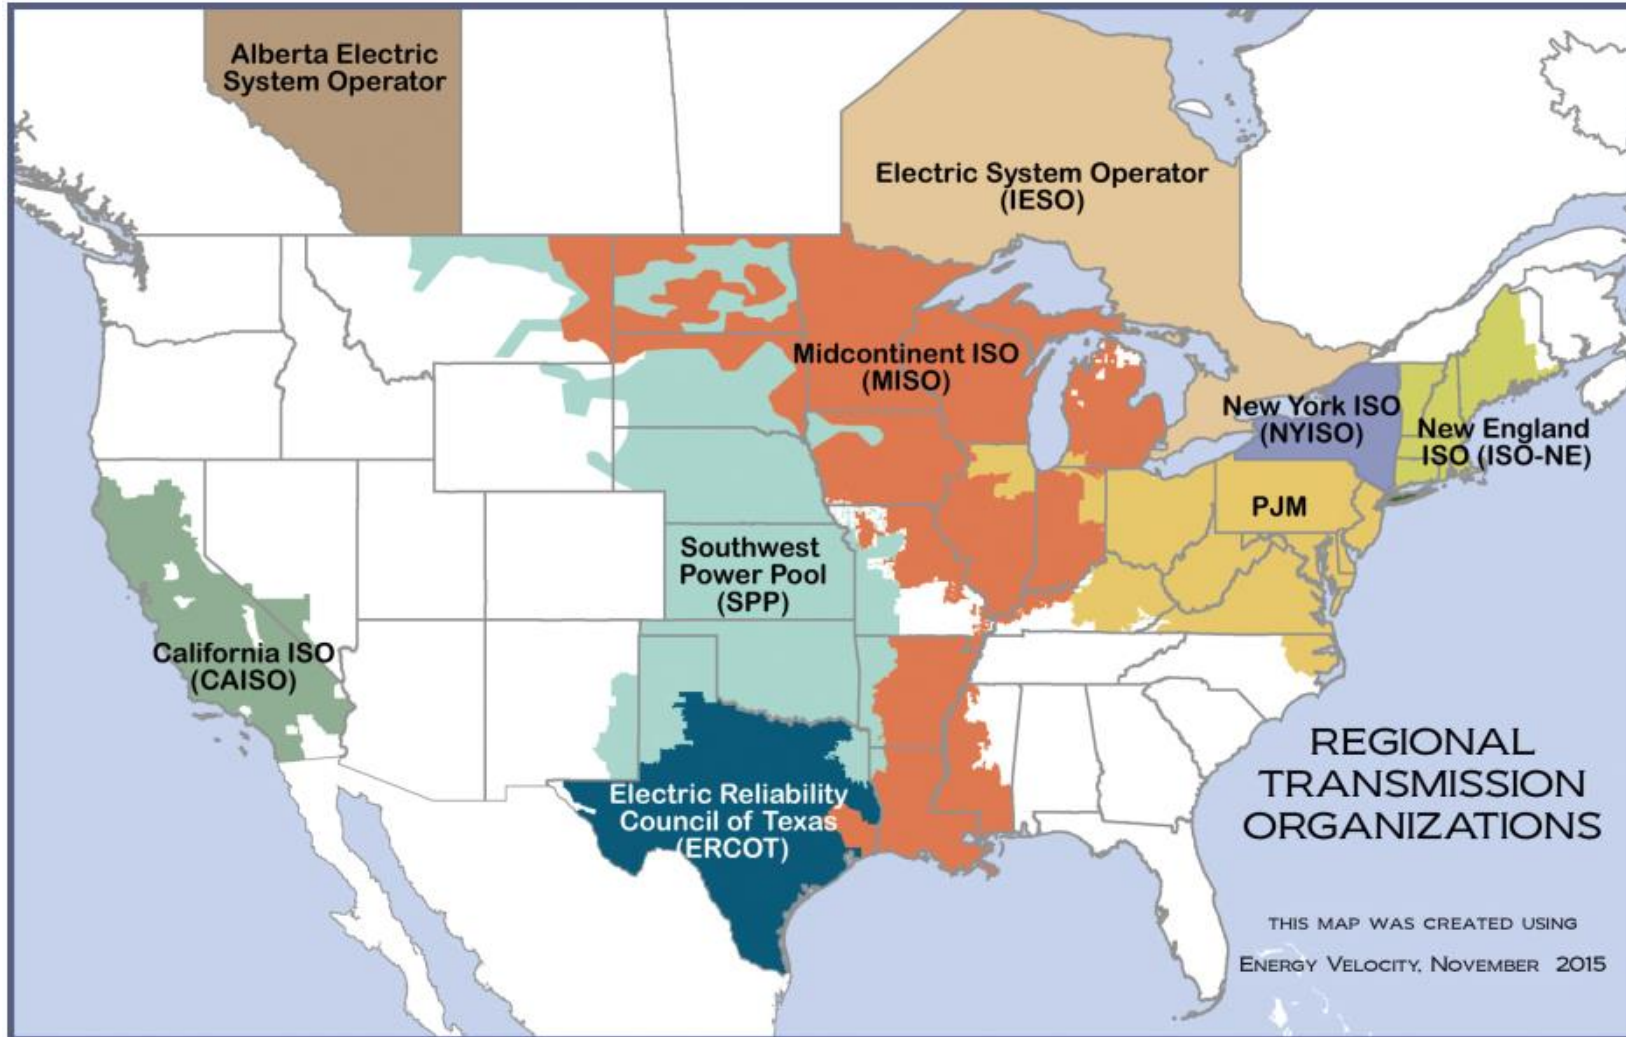 Alberta Electric
System Operator
Electric System Operator
(IESO)
Midcontinent ISO
(MISO)
New York ISO
(NYISO)
New England
ISO (ISO-NE)
PJM
Southwest
Power Pool
(SPP)
California ISO
(CAISO)
Electric Reliability
Council of Texas
(ERCOT)
REGIONAL
TRANSMISSION
ORGANIZATIONS
THIS MAP WAS CREATED USING
ENERGY VELOCITY, NOVEMBER 2015